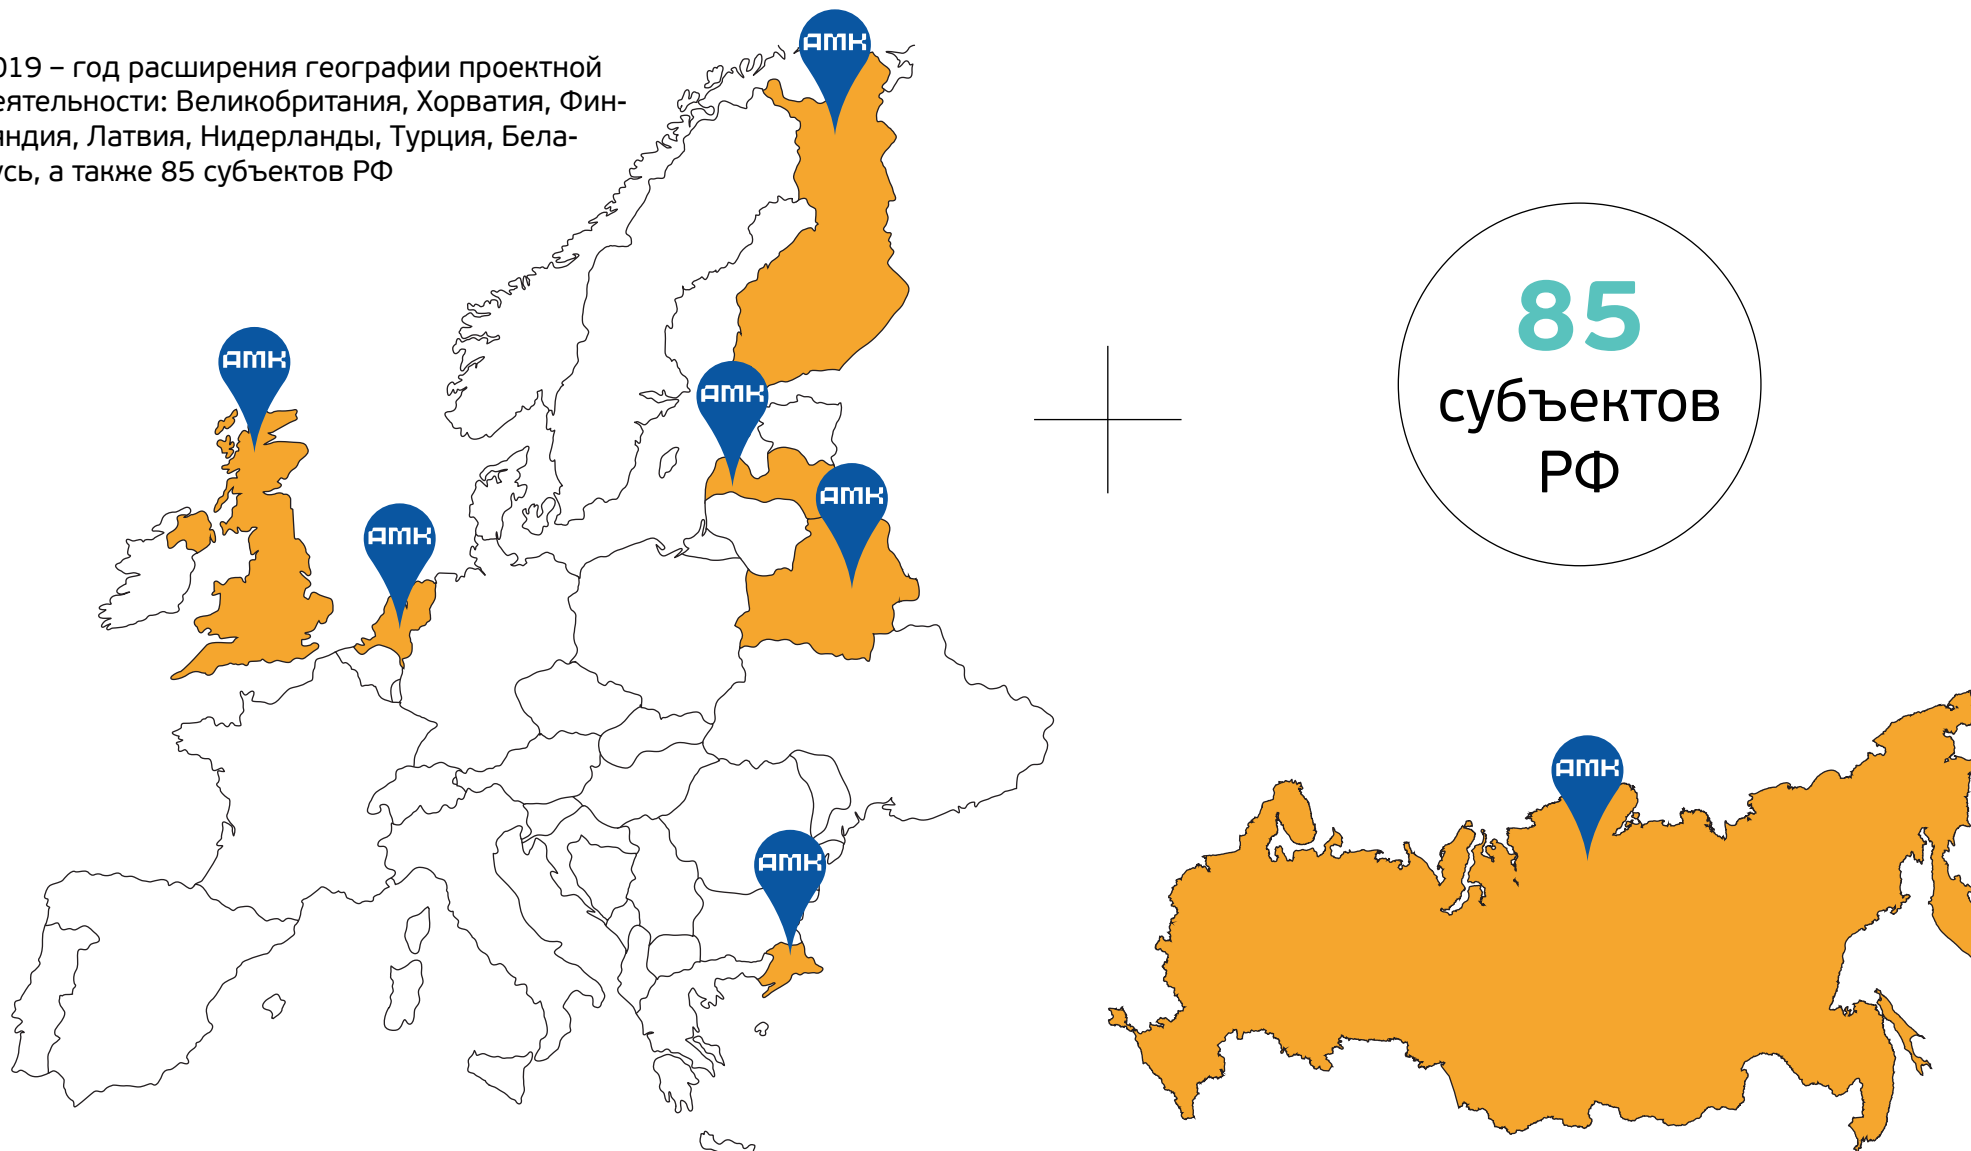 019 – год расширения географии проектной
еятельности: Великобритания, Хорватия, Фин-
яндия, Латвия, Нидерланды, Турция, Бела-
усь, а также 85 субъектов РФ
АМК
АМК
АМК
АМК
АМК
АМК
85
субъектов
РФ
АМК